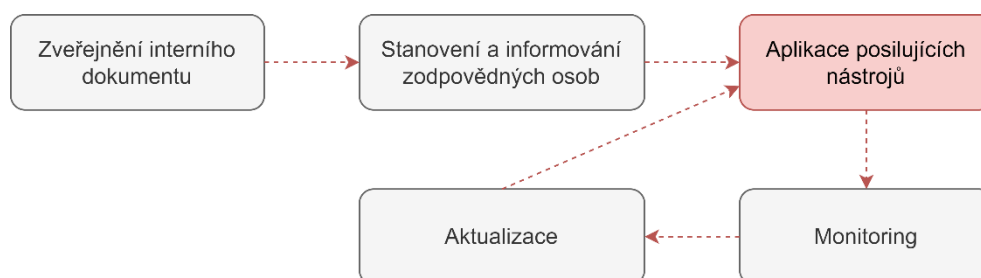 Zveřejnění interního
dokumentu
Stanovení a informování
zodpovědných osob
Aplikace posilujících
nástrojů
Aktualizace
Monitoring